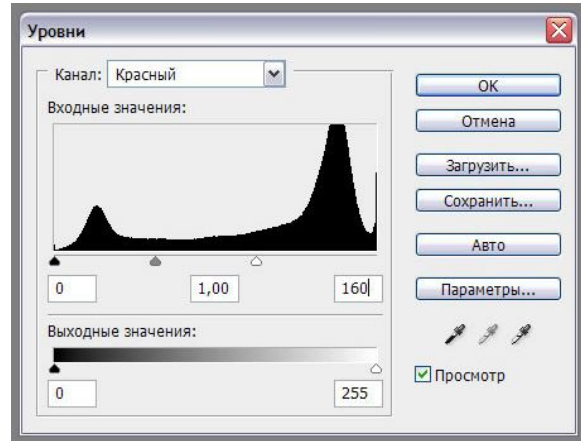 Уровни
Канал: Красный
Входные значения:
0 1,00 160
Выходные значения:
0 255
OK
Отмена
Загрузить...
Сохранить...
Авто
Параметры...
Просмотр